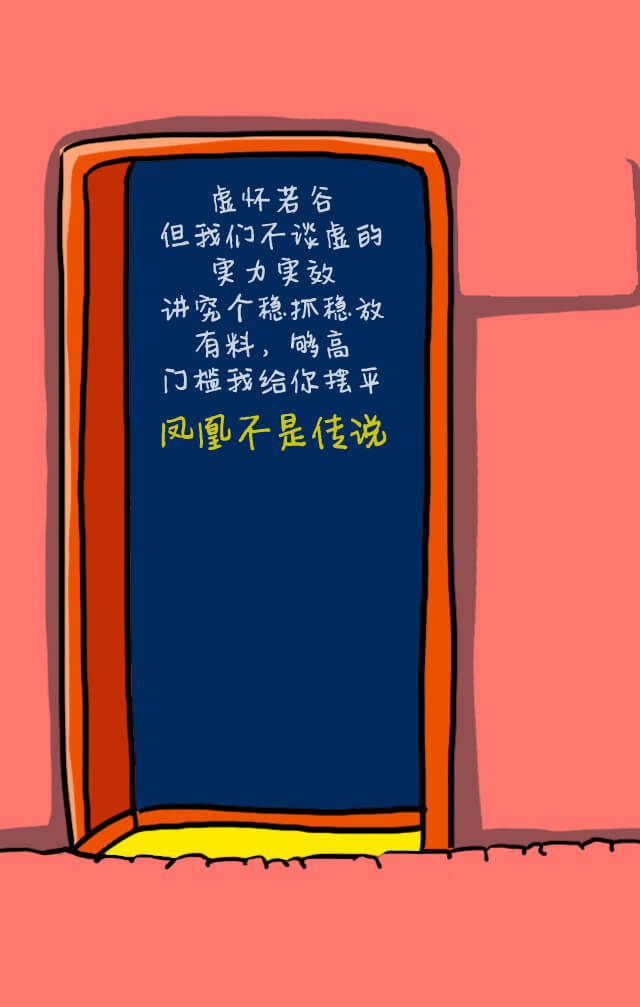 虚怀若谷
但我们不谈虚的
实力实效
讲究个稳抓稳放
有料，够高
门槛我给你摆平
凤凰不是传说